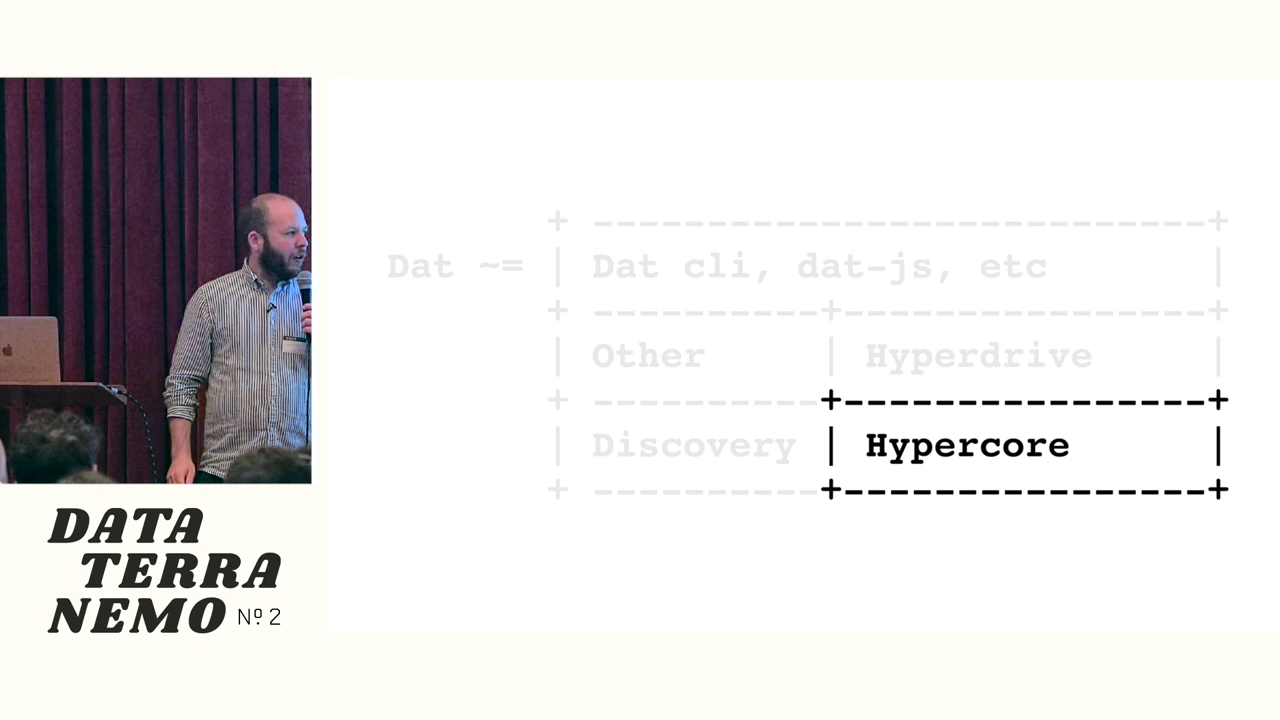 DATA
TERRA
NEMO Nº 2
+ ---------------------------+
Dat ~= | Dat cli, dat-js, etc |
+ ----------+----------------+
| Other | Hyperdrive |
+ ----------+----------------+
| Discovery | Hypercore |
+ ----------+----------------+